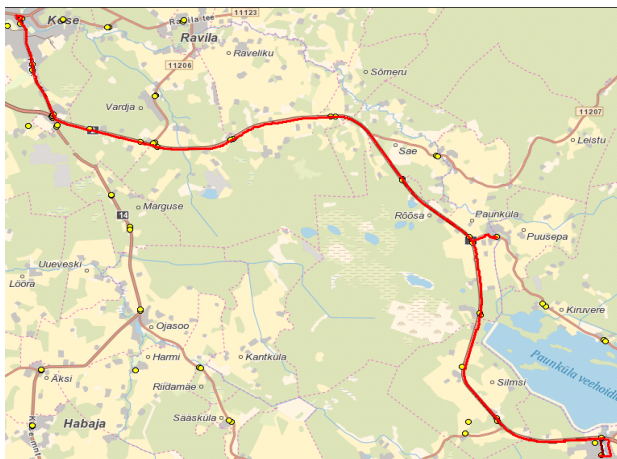 Kose
Ravila tee
11123
Ravila
Raveliku
11206
Sõmeru
Vardja
11207
Leistu
Sae
14
Marguse
Rõõsa
Paunküla
Puusepa
Uueveski
Lööra
Kiruvere
Ojasoo
Harmi
Kantküla
Paunküla veehoidla
Aksi
Riidamäe
Silmsi
Habaja
Saasküla